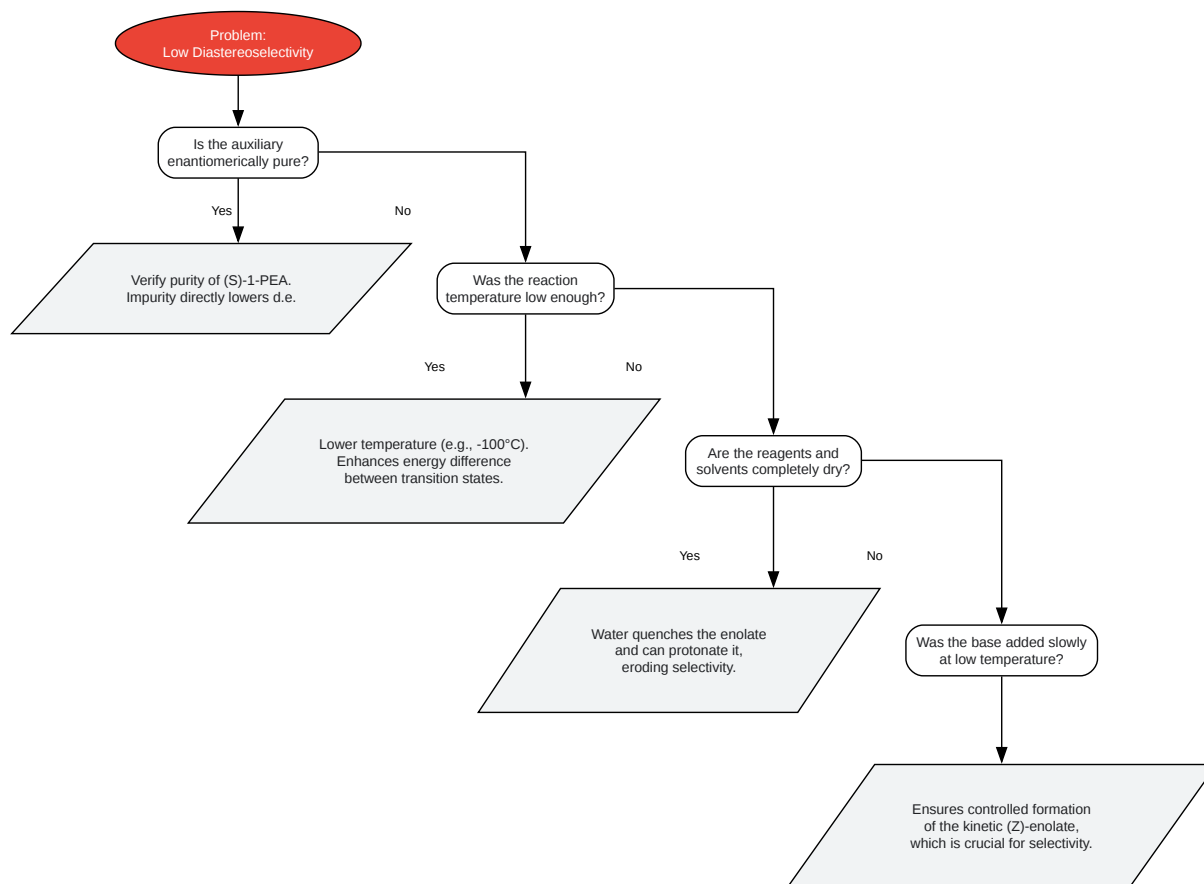 Problem:
Low Diastereoselectivity
Is the auxiliary
enantiomerically pure?
Yes
No
Verify purity of (S)-1-PEA.
Impurity directly lowers d.e.
Was the reaction
temperature low enough?
Yes
No
Lower temperature (e.g., -100°C).
Enhances energy difference
between transition states.
Are the reagents and
solvents completely dry?
Yes
No
Water quenches the enolate
and can protonate it,
eroding selectivity.
Was the base added slowly
at low temperature?
Ensures controlled formation
of the kinetic (Z)-enolate,
which is crucial for selectivity.